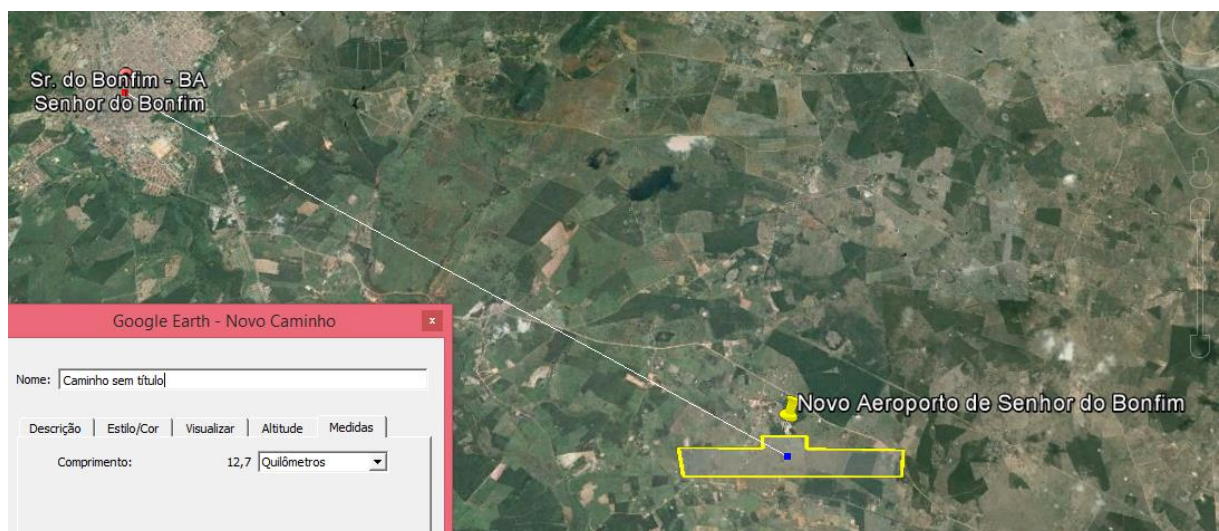 Sr. do Bonfim - BA
Senhor do Bonfim
Novo Aeroporto de Senhor do Bonfim
Google Earth - Novo Caminho
x
Nome: Caminho sem título
Descrição Estilo/Cor Visualizar Altitude Medidas
Comprimento: 12,7 Quilômetros